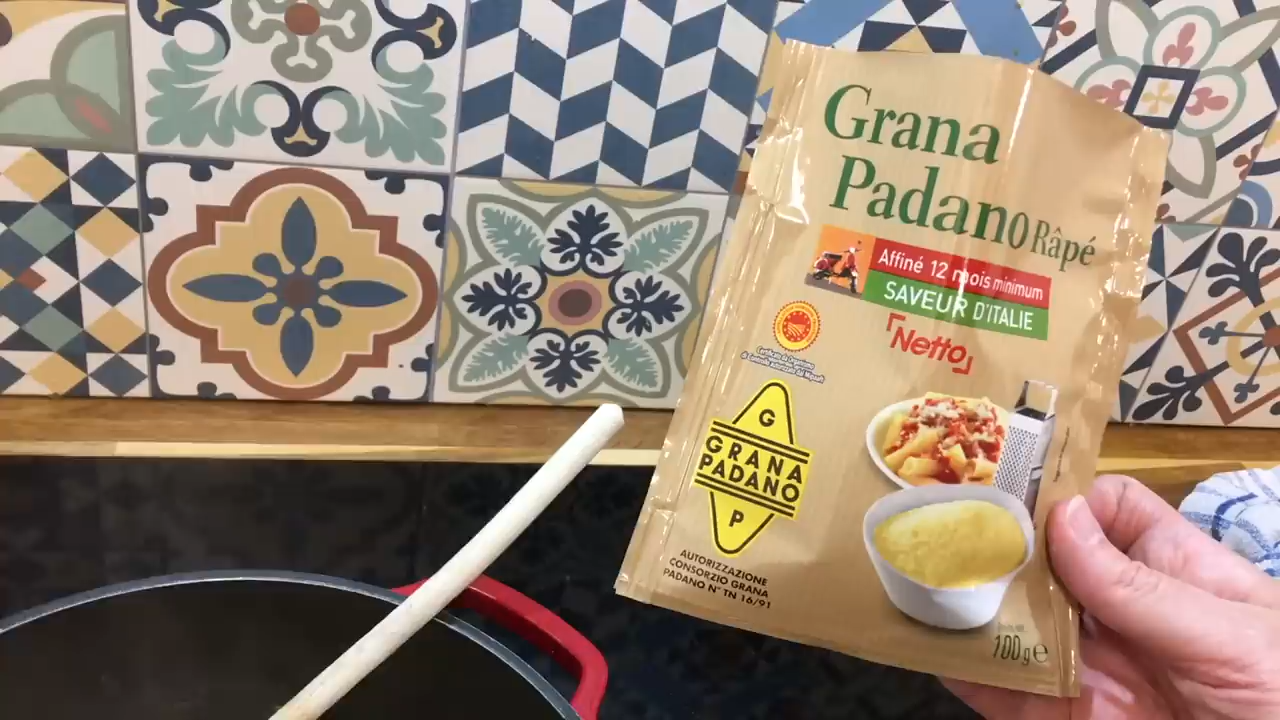 Grana
Padano Râpé
Affiné 12 mois minimum
SAVEUR D'ITALIE
Netto
G
GRANA
PADANO
P
AUTORIZZAZIONE
CONSORZIO GRANA
PADANO N° TN 16/91
100g e